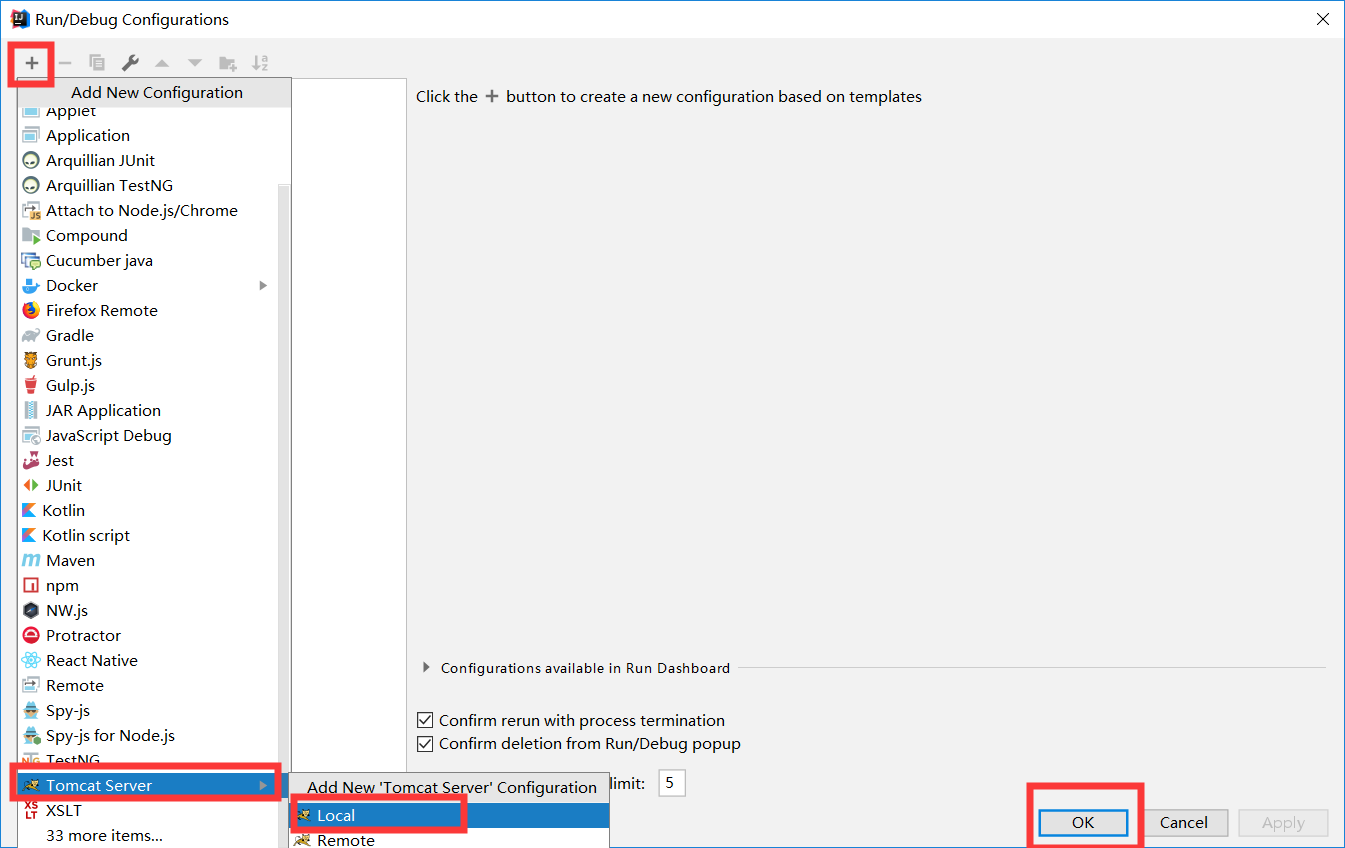 Run/Debug Configurations
Add New Configuration
Click the + button to create a new configuration based on templates
Applet
Application
Arquillian JUnit
Arquillian TestNG
Attach to Node.js/Chrome
Compound
Cucumber java
Docker
Firefox Remote
Gradle
Grunt.js
Gulp.js
JAR Application
JavaScript Debug
Jest
JUnit
Kotlin
Kotlin script
Maven
npm
NW.js
Protractor
React Native
Remote
Spy-js
Spy-js for Node.js
TestNG
Tomcat Server
XSLT
33 more items...
Configurations available in Run Dashboard
Confirm rerun with process termination
Confirm deletion from Run/Debug popup
limit: 5
Add New 'Tomcat Server' Configuration
Local
Remote
OK Cancel Apply